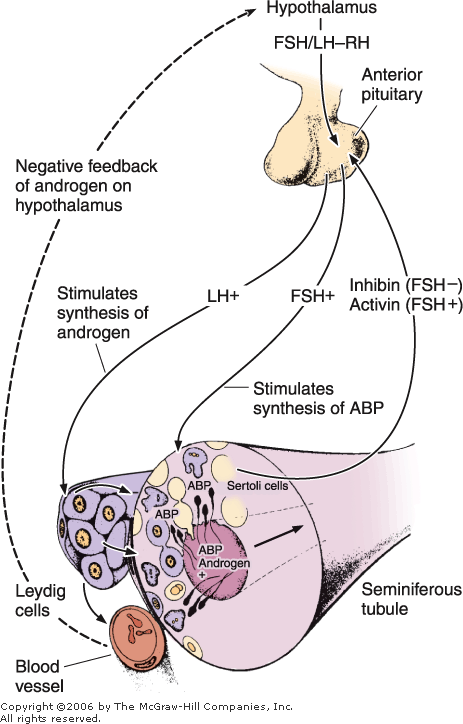 Hypothalamus
FSH/LH–RH
Anterior
pituitary
Negative feedback
of androgen on
hypothalamus
Stimulates
synthesis of
androgen
LH+
FSH+
Inhibin (FSH–)
Activin (FSH+)
Stimulates
synthesis of ABP
ABP
Sertoli cells
ABP
ABP
Androgen
+
Leydig
cells
Seminiferous
tubule
Blood
vessel
Copyright ©2006 by The McGraw-Hill Companies, Inc.
All rights reserved.